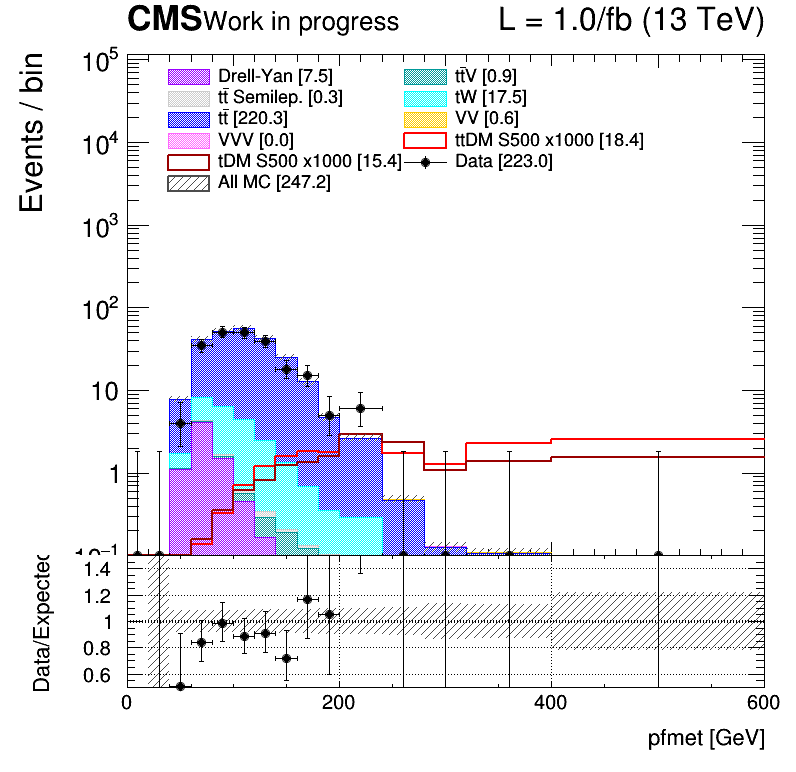 CMS Work in progress L = 1.0/fb (13 TeV)
Events / bin
10^5
10^4
10^3
10^2
10
1
10^-1
Drell-Yan [7.5]
tt̄V [0.9]
tt̄ Semilep. [0.3]
tW [17.5]
tt̄ [220.3]
VV [0.6]
VVV [0.0]
ttDM S500 x1000 [18.4]
tDM S500 x1000 [15.4]
Data [223.0]
All MC [247.2]
Data/Expected
1.4
1.2
1
0.8
0.6
0 200 400 600
pfmet [GeV]